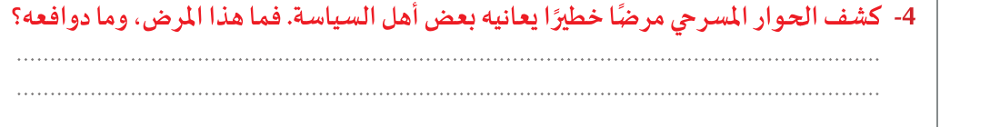 4- كشف الحوار المسرحي مرضًا خطيرًا يعانيه بعض أهل السياسة. فما هذا المرض، وما دوافعه؟